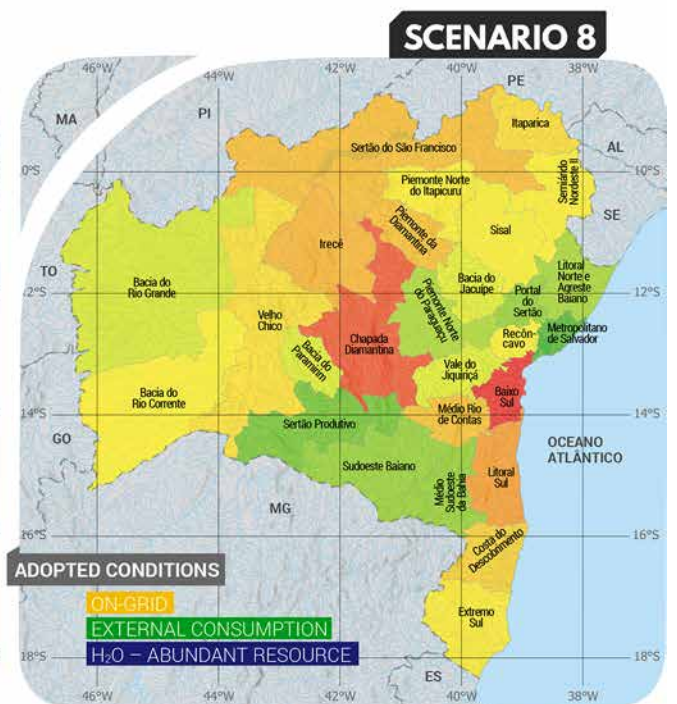 SCENARIO 8
46°W
44°W
42°W
40°W
38°W
PE
MA
PI
Itaparica
AL
Sertão do São Francisco
0°S
10°S
Piemonte Norte
do Itapicuru
Semiárido
Nordeste II
Piemonte da
Diamantina
SE
Sisal
Irecê
TO
Bacia do
Rio Grande
Bacia do
Jacuípe
Litoral
Norte e
Agreste
Baiano
Portal
do
Sertão
Piemonte Norte
do Paraguaçu
12°S
12°S
Velho
Chico
Metropolitano
de Salvador
Recôn-
cavo
Chapada
Diamantina
Bacia do
Paramirim
Vale do
Jiquiriçá
Bacia do
Rio Corrente
Baixo
Sul
14°S
14°S
Médio Rio
de Contas
Sertão Produtivo
GO
OCEANO
ATLÂNTICO
Sudoeste Baiano
Médio
Sudoeste
da Bahia
Litoral
Sul
MG
16°S
16°S
Costa do
Descobrimento
ADOPTED CONDITIONS
ON-GRID
EXTERNAL CONSUMPTION
H₂O – ABUNDANT RESOURCE
Extremo
Sul
18°S
18°S
ES
46°W
44°W
42°W
40°W
38°W